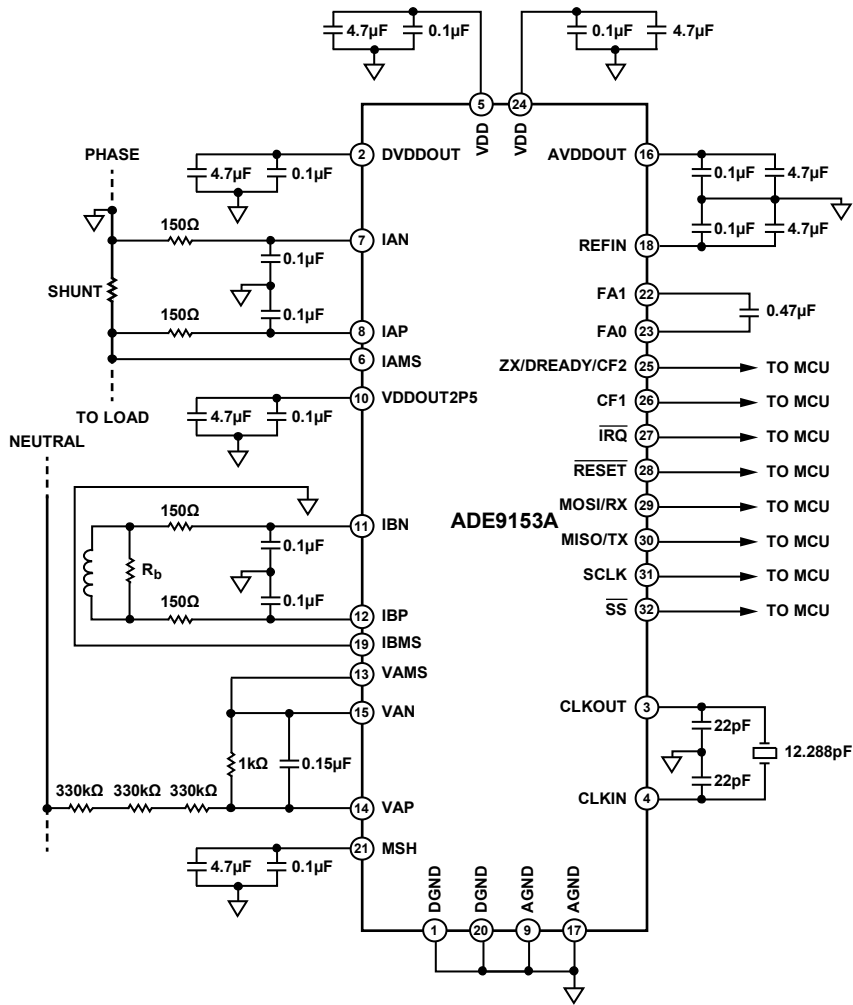 4.7µF
0.1µF
0.1µF
4.7µF
5
24
VDD
VDD
PHASE
4.7µF
0.1µF
2
DVDDOUT
AVDDOUT
16
0.1µF
4.7µF
150Ω
7
IAN
0.1µF
0.1µF
4.7µF
REFIN
18
SHUNT
0.1µF
150Ω
8
IAP
6
IAMS
FA1
22
0.47µF
FA0
23
ZX/DREADY/CF2
25
TO MCU
10
VDDOUT2P5
CF1
26
TO MCU
TO LOAD
4.7µF
0.1µF
NEUTRAL
IRQ
27
TO MCU
RESET
28
TO MCU
MOSI/RX
29
TO MCU
150Ω
11
IBN
ADE9153A
0.1µF
MISO/TX
30
TO MCU
Rb
SCLK
31
TO MCU
0.1µF
150Ω
12
IBP
SS
32
TO MCU
19
IBMS
13
VAMS
15
VAN
CLKOUT
3
22pF
1kΩ
0.15µF
12.288pF
22pF
330kΩ
330kΩ
330kΩ
14
VAP
CLKIN
4
21
MSH
4.7µF
0.1µF
DGND
DGND
AGND
AGND
1
20
9
17